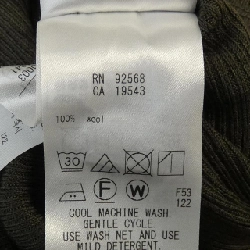 RN 92568
CA 19543
100% wool
30
F W
F53
122
COOL MACHINE WASH
GENTLE CYCLE.
USE WASH NET AND USE
MILD DETERGENT.